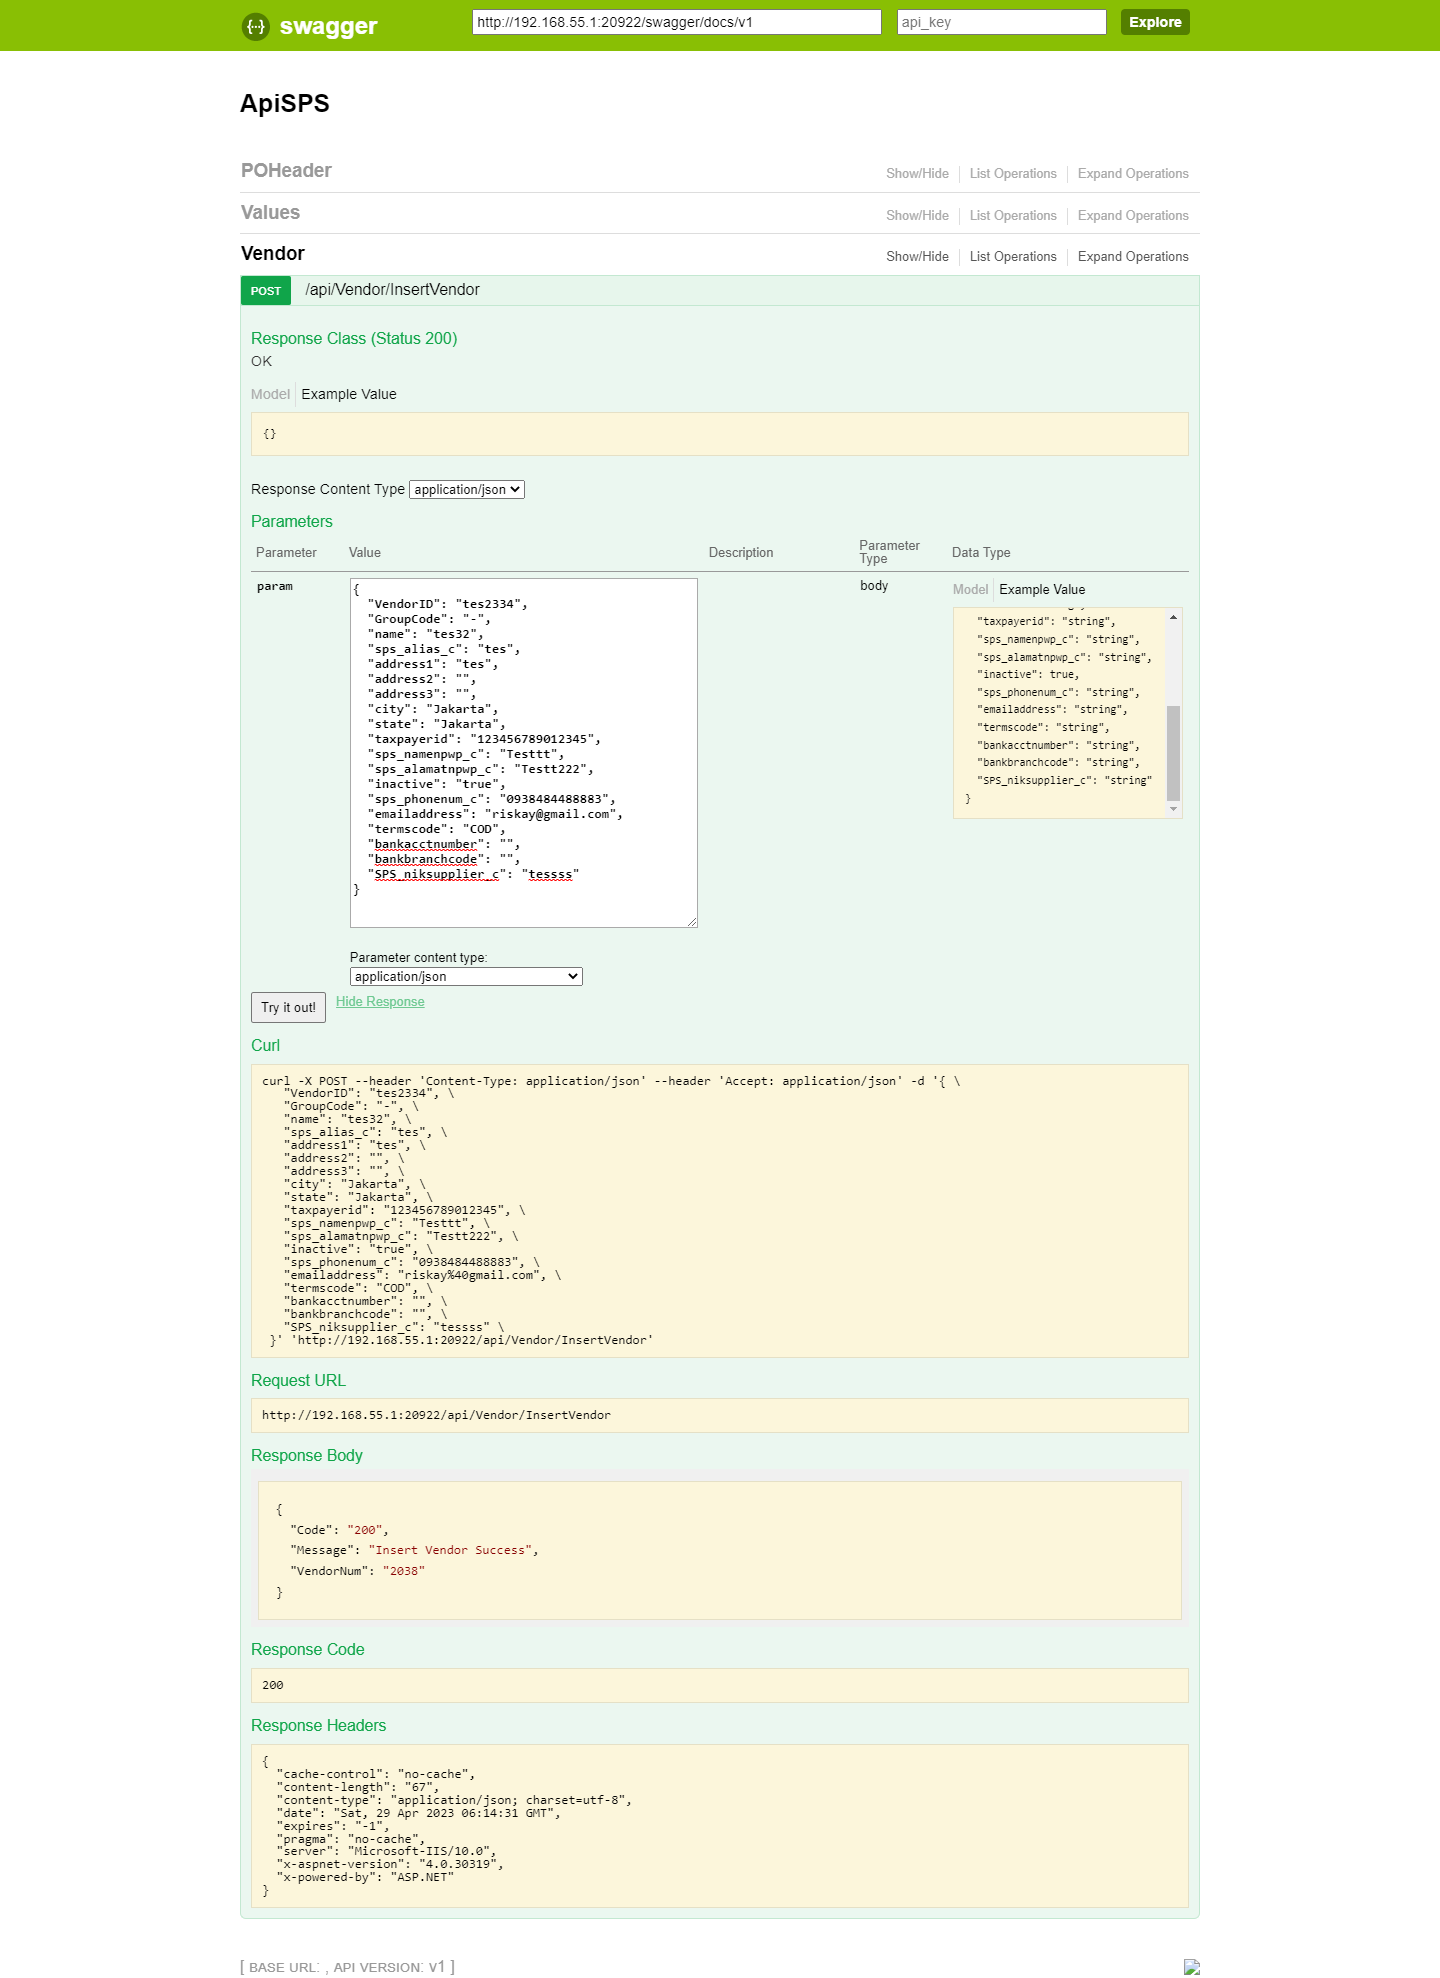 {···} swagger http://192.168.55.1:20922/swagger/docs/v1 api_key Explore
ApiSPS
POHeader Show/Hide List Operations Expand Operations
Values Show/Hide List Operations Expand Operations
Vendor Show/Hide List Operations Expand Operations
POST /api/Vendor/InsertVendor
Response Class (Status 200)
OK
Model Example Value
{}
Response Content Type application/json
Parameters
Parameter Value Description Parameter Type Data Type
param
{
"VendorID": "tes2334",
"GroupCode": "-",
"name": "tes32",
"sps_alias_c": "tes",
"address1": "tes",
"address2": "",
"address3": "",
"city": "Jakarta",
"state": "Jakarta",
"taxpayerid": "123456789012345",
"sps_namenpwp_c": "Testtt",
"sps_alamatnpwp_c": "Testt222",
"inactive": "true",
"sps_phonenum_c": "0938484488883",
"emailaddress": "riskay@gmail.com",
"termscode": "COD",
"bankacctnumber": "",
"bankbranchcode": "",
"SPS_niksupplier_c": "tessss"
}
body
Model Example Value
"taxpayerid": "string",
"sps_namenpwp_c": "string",
"sps_alamatnpwp_c": "string",
"inactive": true,
"sps_phonenum_c": "string",
"emailaddress": "string",
"termscode": "string",
"bankacctnumber": "string",
"bankbranchcode": "string",
"SPS_niksupplier_c": "string"
}
Parameter content type:
application/json
Try it out! Hide Response
Curl
curl -X POST --header 'Content-Type: application/json' --header 'Accept: application/json' -d '{ \
"VendorID": "tes2334", \
"GroupCode": "-", \
"name": "tes32", \
"sps_alias_c": "tes", \
"address1": "tes", \
"address2": "", \
"address3": "", \
"city": "Jakarta", \
"state": "Jakarta", \
"taxpayerid": "123456789012345", \
"sps_namenpwp_c": "Testtt", \
"sps_alamatnpwp_c": "Testt222", \
"inactive": "true", \
"sps_phonenum_c": "0938484488883", \
"emailaddress": "riskay%40gmail.com", \
"termscode": "COD", \
"bankacctnumber": "", \
"bankbranchcode": "", \
"SPS_niksupplier_c": "tessss" \
}' 'http://192.168.55.1:20922/api/Vendor/InsertVendor'
Request URL
http://192.168.55.1:20922/api/Vendor/InsertVendor
Response Body
{
"Code": "200",
"Message": "Insert Vendor Success",
"VendorNum": "2038"
}
Response Code
200
Response Headers
{
"cache-control": "no-cache",
"content-length": "67",
"content-type": "application/json; charset=utf-8",
"date": "Sat, 29 Apr 2023 06:14:31 GMT",
"expires": "-1",
"pragma": "no-cache",
"server": "Microsoft-IIS/10.0",
"x-aspnet-version": "4.0.30319",
"x-powered-by": "ASP.NET"
}
[ BASE URL: , API VERSION: V1 ]